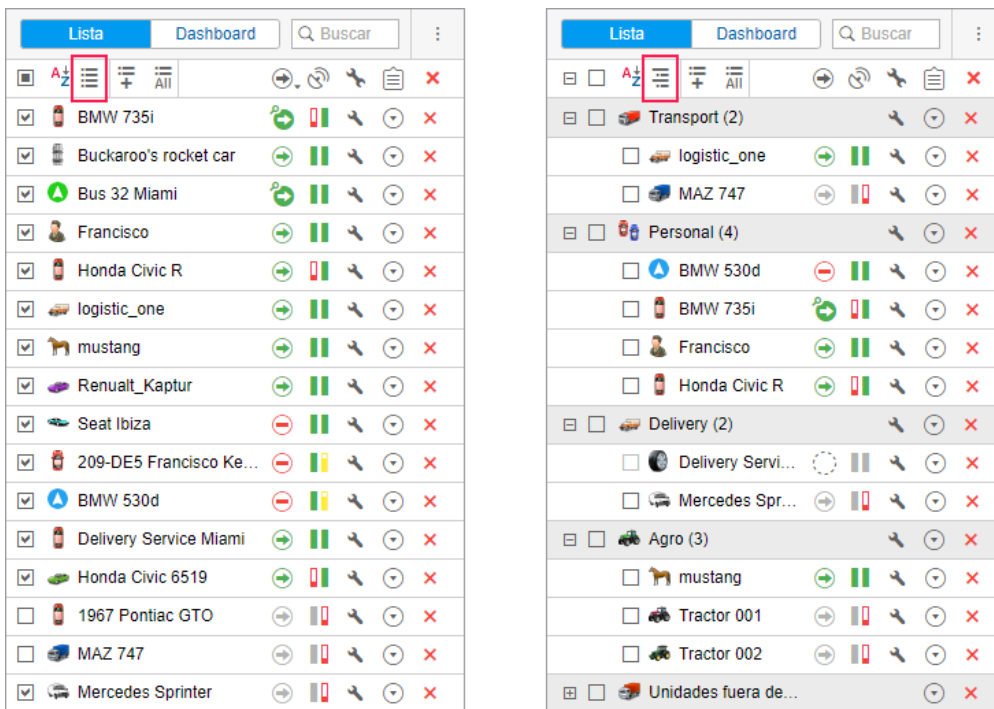 Lista Dashboard Buscar
A Z All
BMW 735i
Buckaroo's rocket car
Bus 32 Miami
Francisco
Honda Civic R
logistic_one
mustang
Renualt_Kaptur
Seat Ibiza
209-DE5 Francisco Ke...
BMW 530d
Delivery Service Miami
Honda Civic 6519
1967 Pontiac GTO
MAZ 747
Mercedes Sprinter
Lista Dashboard Buscar
A Z All
Transport (2)
logistic_one
MAZ 747
Personal (4)
BMW 530d
BMW 735i
Francisco
Honda Civic R
Delivery (2)
Delivery Servi...
Mercedes Spr...
Agro (3)
mustang
Tractor 001
Tractor 002
Unidades fuera de...